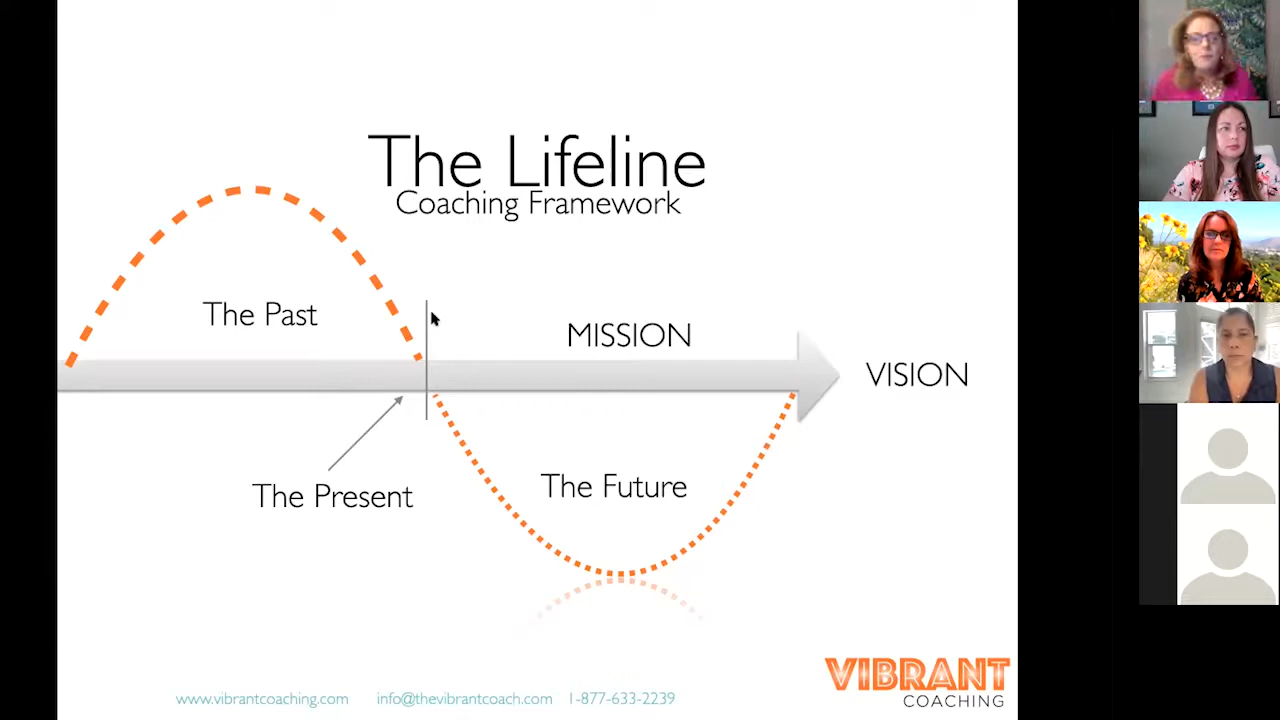 The Lifeline
Coaching Framework
The Past
MISSION
VISION
The Present
The Future
www.vibrantcoaching.com info@thevibrantcoach.com 1-877-633-2239
VIBRANT
COACHING